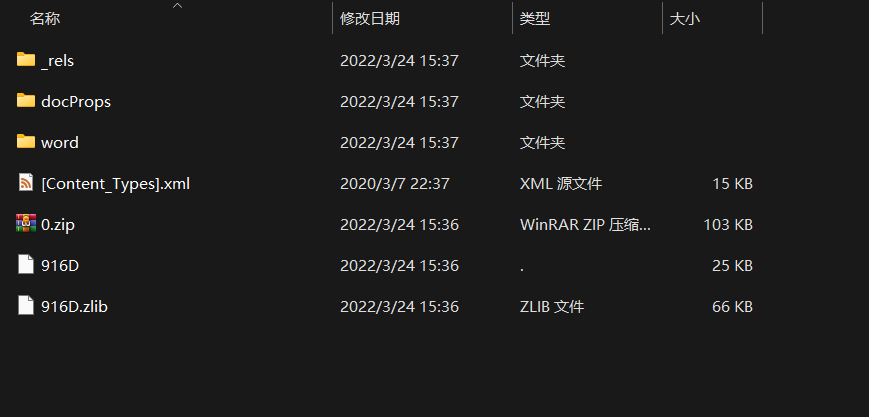 名称 修改日期 类型 大小
_rels 2022/3/24 15:37 文件夹
docProps 2022/3/24 15:37 文件夹
word 2022/3/24 15:37 文件夹
[Content_Types].xml 2020/3/7 22:37 XML 源文件 15 KB
0.zip 2022/3/24 15:36 WinRAR ZIP 压缩... 103 KB
916D 2022/3/24 15:36 . 25 KB
916D.zlib 2022/3/24 15:36 ZLIB 文件 66 KB